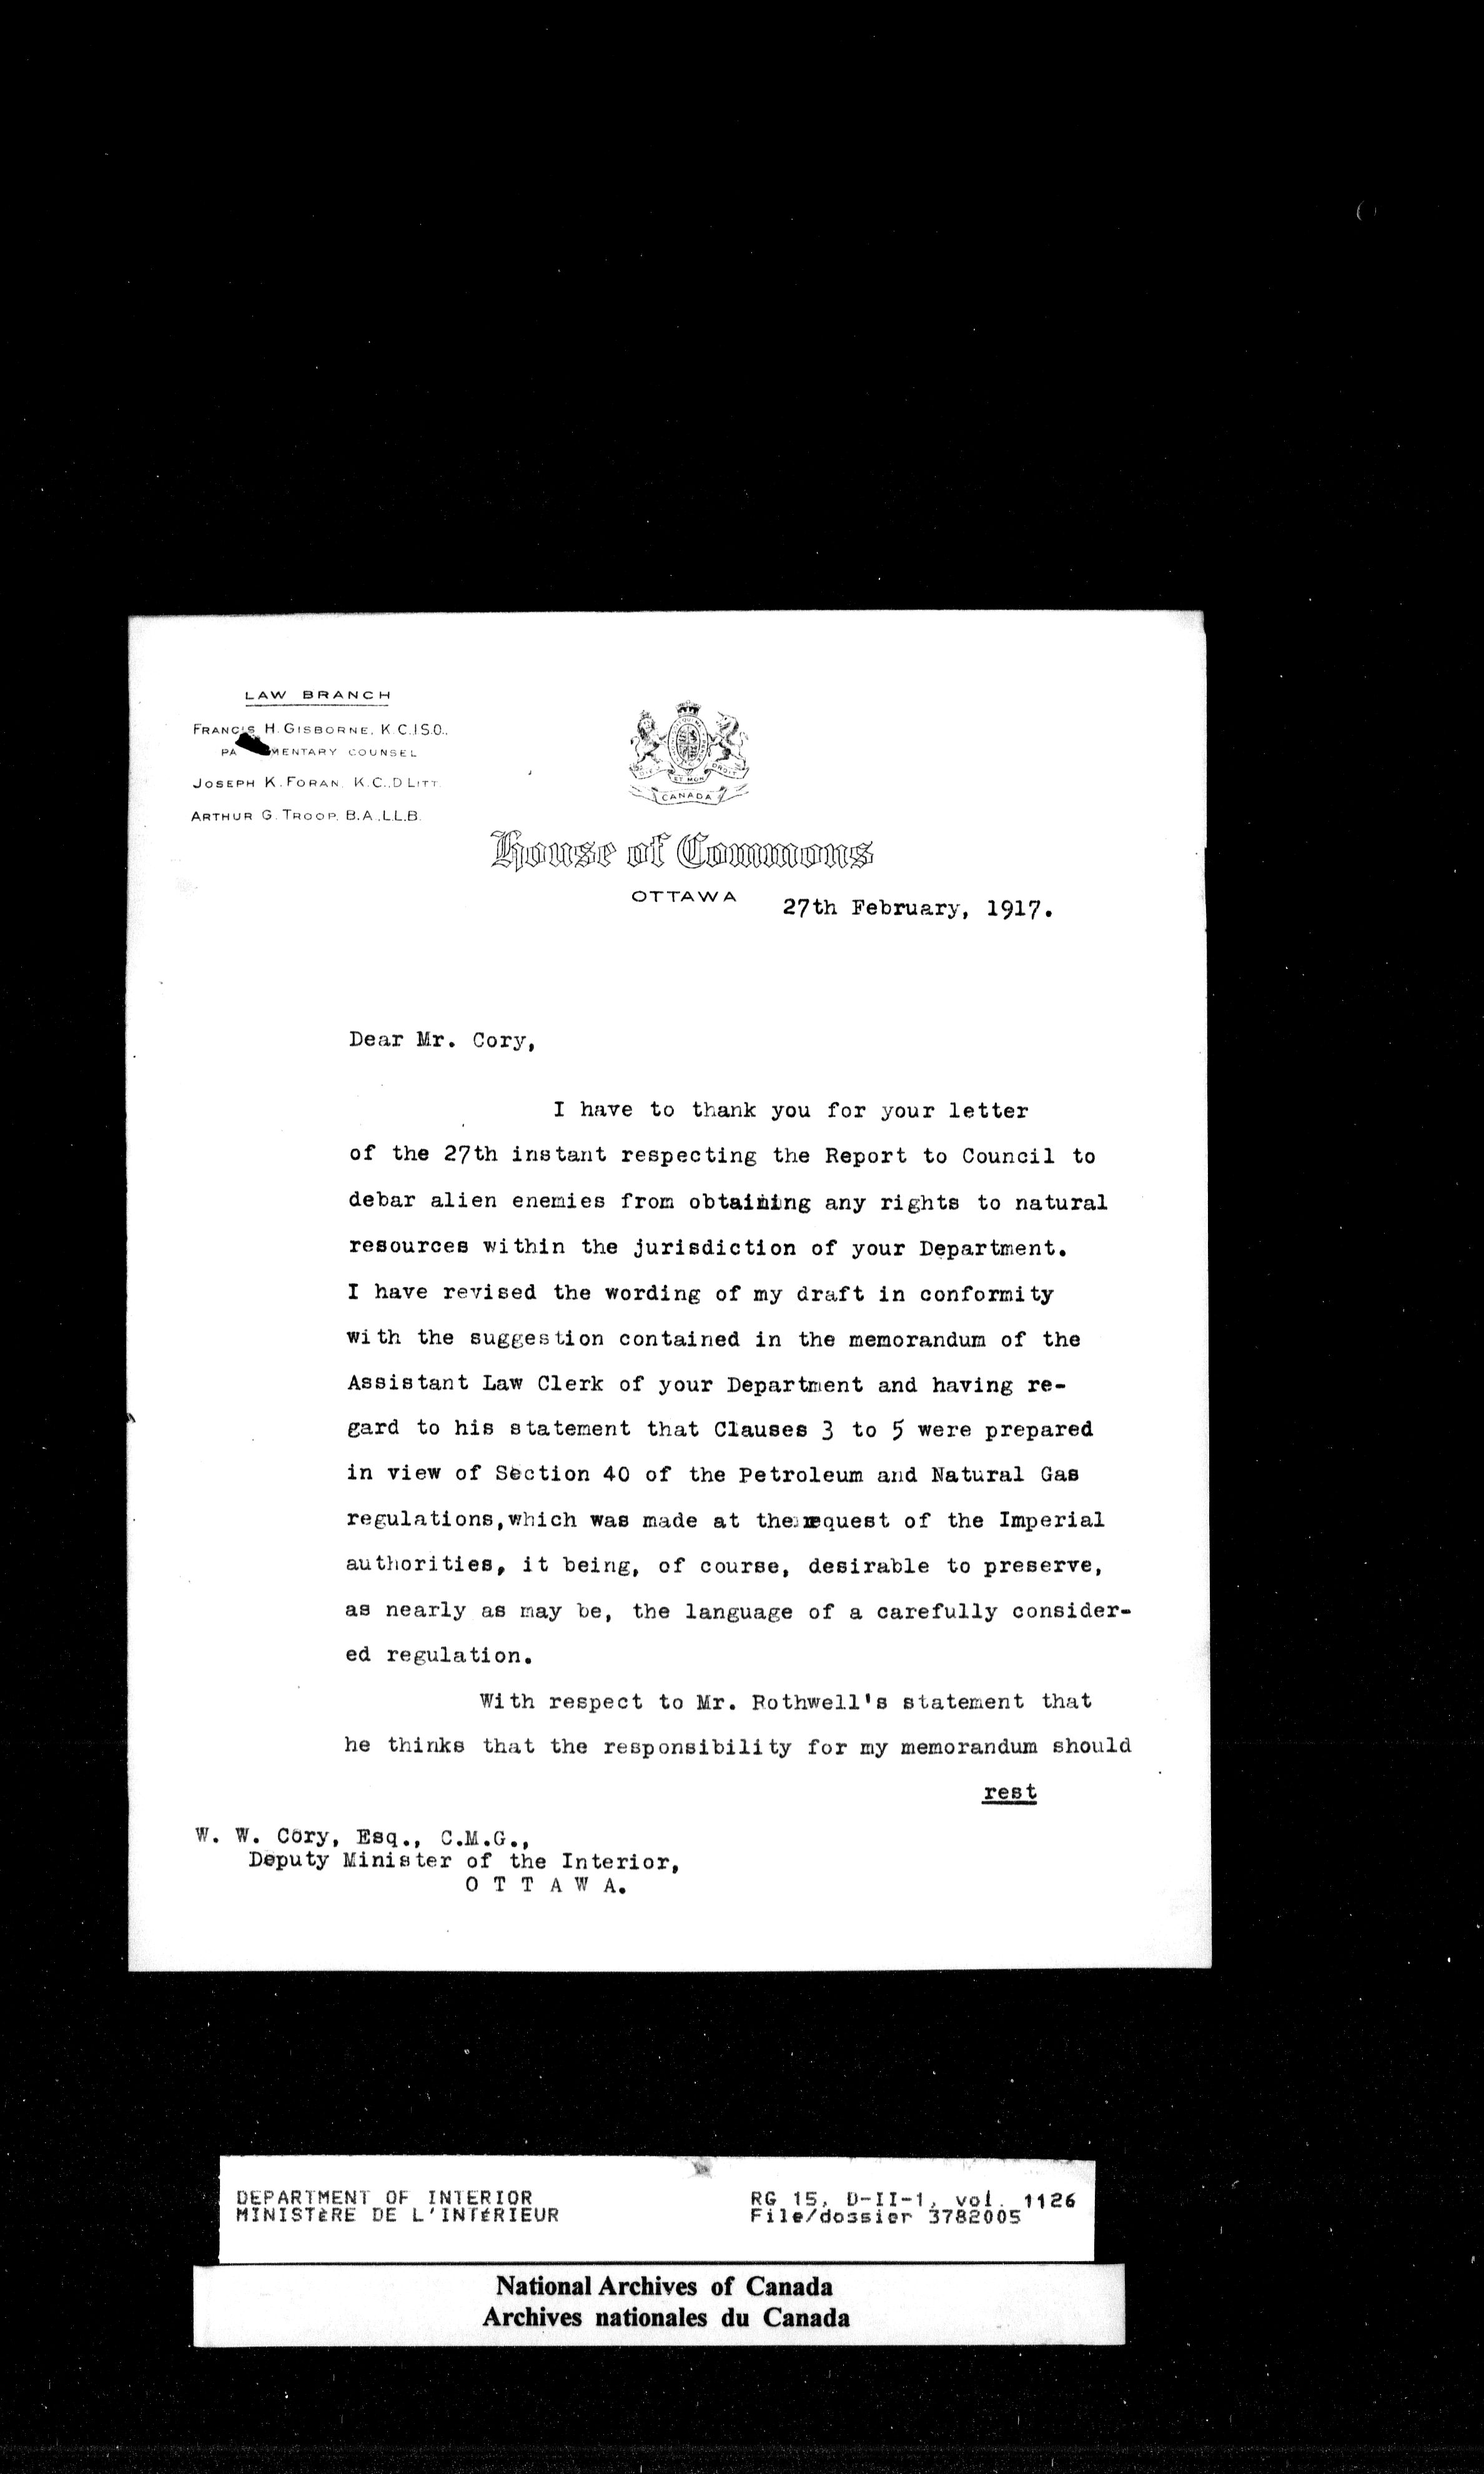 LAW BRANCH
FRANCIS H. GISBORNE, K.C.,I.S.O.,
PA MENTARY COUNSEL
JOSEPH K. FORAN, K.C., D LITT.
ARTHUR G. TROOP, B.A., L.L.B.
DIEU ET MON DROIT
CANADA
House of Commons
OTTAWA 27th February, 1917.
Dear Mr. Cory,
I have to thank you for your letter
of the 27th instant respecting the Report to Council to
debar alien enemies from obtaining any rights to natural
resources within the jurisdiction of your Department.
I have revised the wording of my draft in conformity
with the suggestion contained in the memorandum of the
Assistant Law Clerk of your Department and having re-
gard to his statement that Clauses 3 to 5 were prepared
in view of Section 40 of the Petroleum and Natural Gas
regulations,which was made at the request of the Imperial
authorities, it being, of course, desirable to preserve,
as nearly as may be, the language of a carefully consider-
ed regulation.
With respect to Mr. Rothwell's statement that
he thinks that the responsibility for my memorandum should
rest
W. W. Cory, Esq., C.M.G.,
Deputy Minister of the Interior,
O T T A W A.
DEPARTMENT OF INTERIOR
MINISTÈRE DE L'INTÉRIEUR
RG 15, D-II-1, vol. 1126
File/dossier 3782005
National Archives of Canada
Archives nationales du Canada